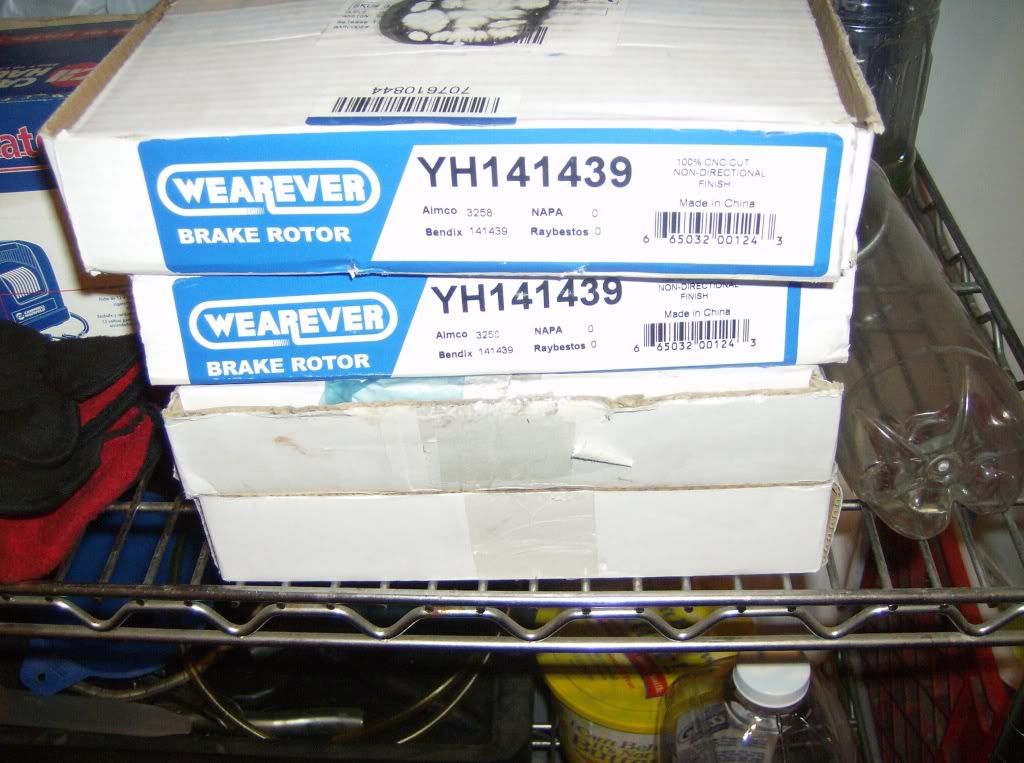 707610844
WEAREVER
BRAKE ROTOR
YH141439
Aimco 3258 NAPA 0
Bendix 141439 Raybestos 0
100% CNC CUT
NON-DIRECTIONAL
FINISH
Made in China
6 65032 00124 3
WEAREVER
BRAKE ROTOR
YH141439
Aimco 3258 NAPA 0
Bendix 141439 Raybestos 0
NON-DIRECTIONAL
FINISH
Made in China
6 65032 00124 3